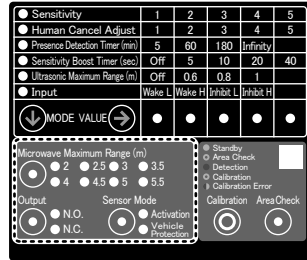 Sensitivity 1 2 3 4 5
Human Cancel Adjust 1 2 3 4 5
Presence Detection Timer (min) 5 60 180 Infinity
Sensitivity Boost Timer (sec) Off 5 10 20 40
Ultrasonic Maximum Range (m) Off 0.6 0.8 1
Input Wake L Wake H Inhibit L Inhibit H
MODE VALUE
Microwave Maximum Range (m)
2 2.5 3 3.5
4 4.5 5 5.5
Output Sensor Mode
N.O. Activation
N.C. Vehicle Protection
Standby
Area Check
Detection
Calibration
Calibration Error
Calibration Area Check